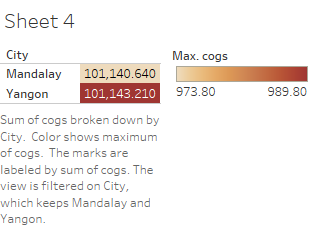 Sheet 4
City
Mandalay 101,140.640
Yangon 101,143.210
Max. cogs
973.80 989.80
Sum of cogs broken down by
City. Color shows maximum
of cogs. The marks are
labeled by sum of cogs. The
view is filtered on City,
which keeps Mandalay and
Yangon.